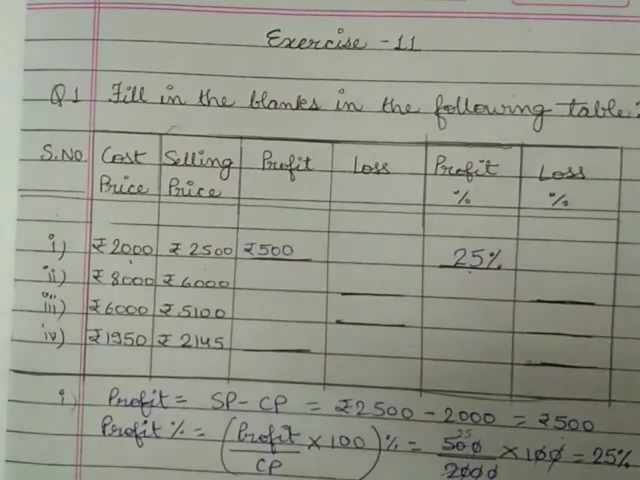 Exercise - 11
Q1 Fill in the blanks in the following table:
S.NO. Cost Price Selling Price Profit Loss Profit % Loss %
i) ₹2000 ₹2500 ₹500 25%
ii) ₹8000 ₹6000
iii) ₹6000 ₹5100
iv) ₹1950 ₹2145
i) Profit = SP - CP = ₹2500 - 2000 = ₹500
Profit % = (Profit/CP × 100)% = 500/2000 × 100 = 25%